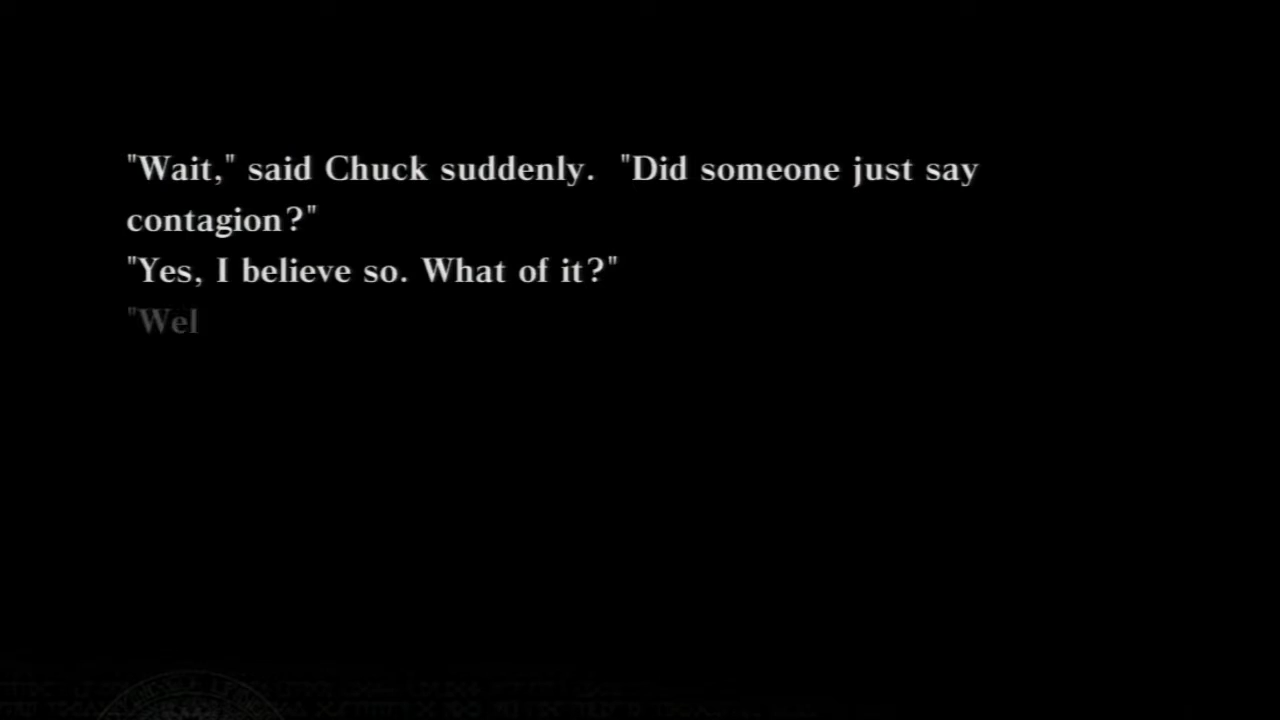 "Wait," said Chuck suddenly.  "Did someone just say
contagion?"
"Yes, I believe so. What of it?"
"Wel